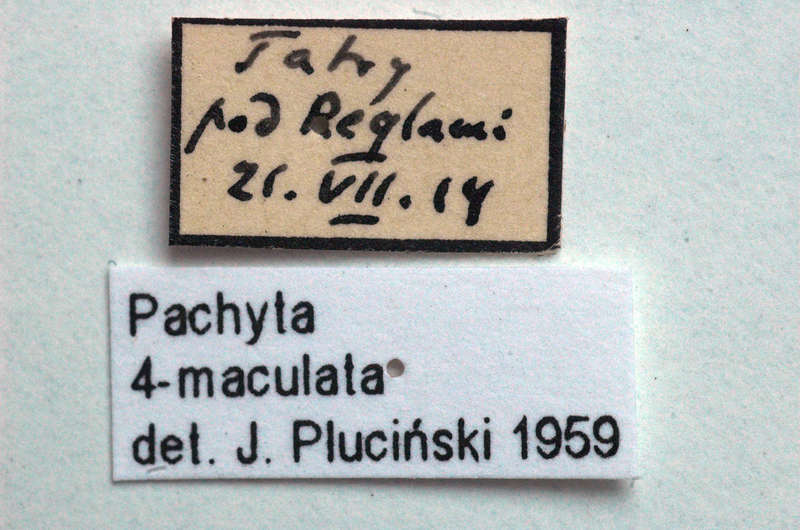 Tatry
pod Reglami
21. VII. 14
Pachyta
4-maculata
det. J. Pluciński 1959